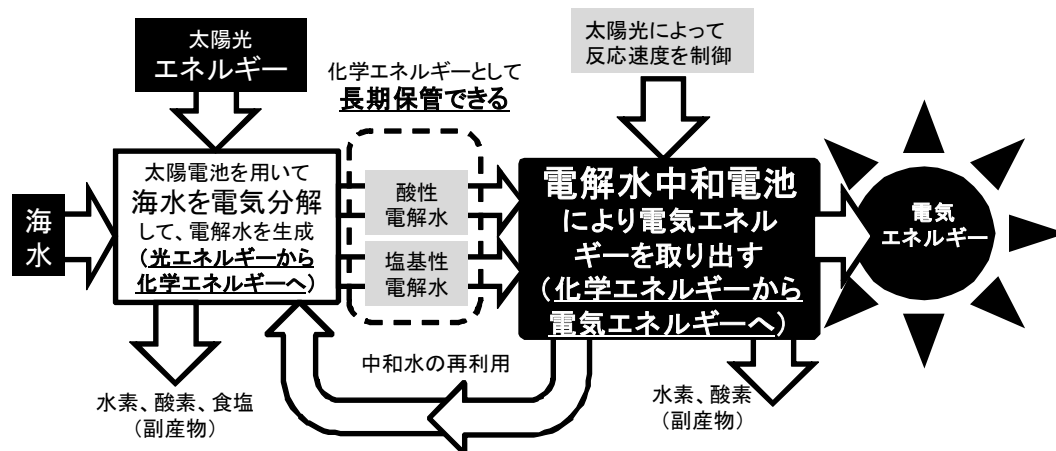 太陽光
エネルギー
太陽光によって
反応速度を制御
化学エネルギーとして
長期保管できる
海水
太陽電池を用いて
海水を電気分解
して、電解水を生成
（光エネルギーから
化学エネルギーへ）
酸性
電解水
塩基性
電解水
電解水中和電池
により電気エネル
ギーを取り出す
（化学エネルギーから
電気エネルギーへ）
電気
エネルギー
中和水の再利用
水素、酸素、食塩
（副産物）
水素、酸素
（副産物）